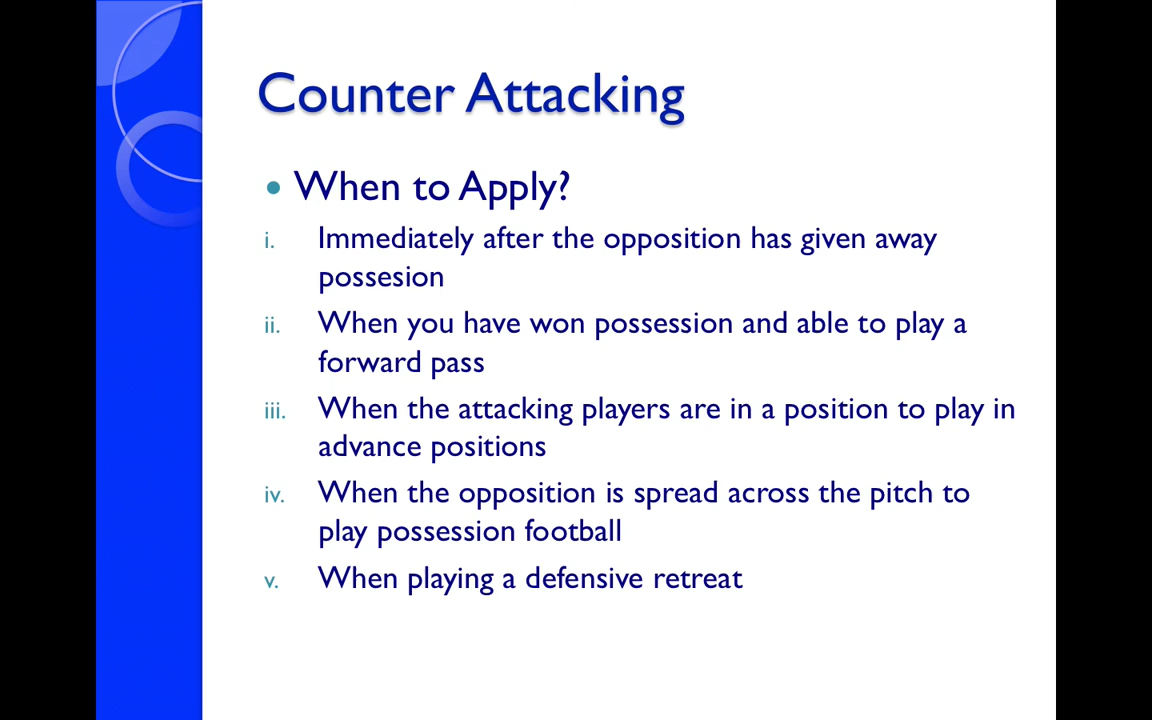 Counter Attacking
• When to Apply?
i. Immediately after the opposition has given away
possesion
ii. When you have won possession and able to play a
forward pass
iii. When the attacking players are in a position to play in
advance positions
iv. When the opposition is spread across the pitch to
play possession football
v. When playing a defensive retreat